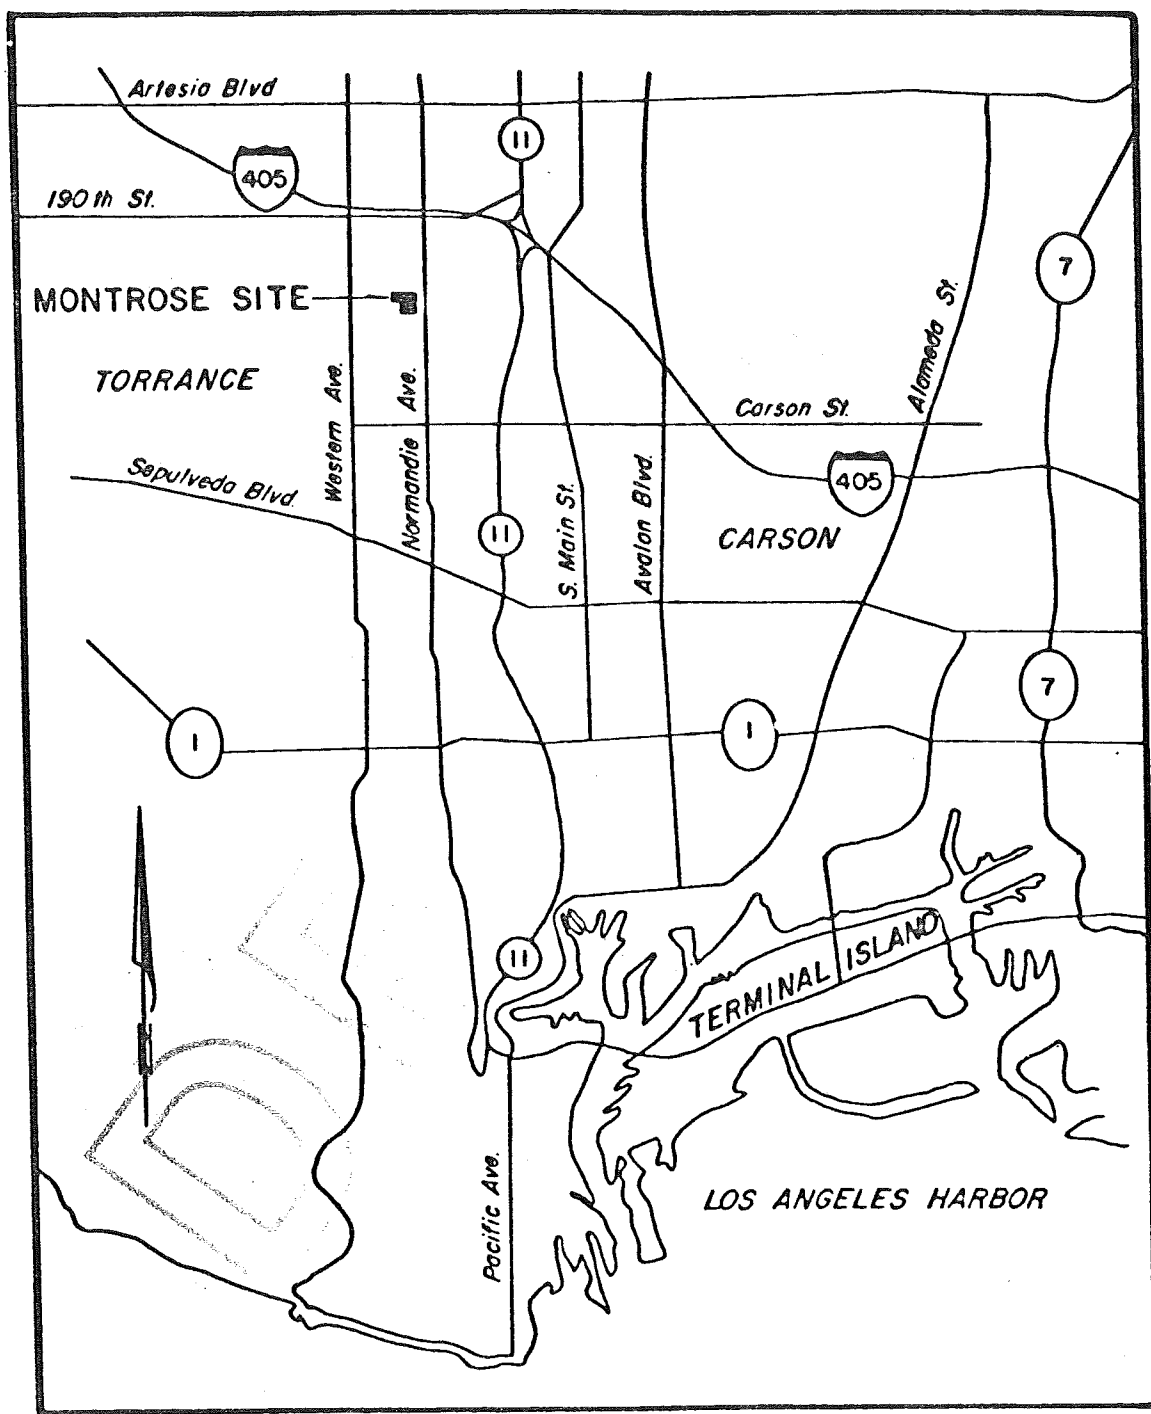 Artesia Blvd
11
405
190th St.
7
MONTROSE SITE
Alameda St.
TORRANCE
Western Ave.
Normandie Ave.
Carson St.
Sepulveda Blvd.
405
S. Main St.
Avalon Blvd.
11
CARSON
7
1
1
11
TERMINAL ISLAND
N
Pacific Ave.
LOS ANGELES HARBOR